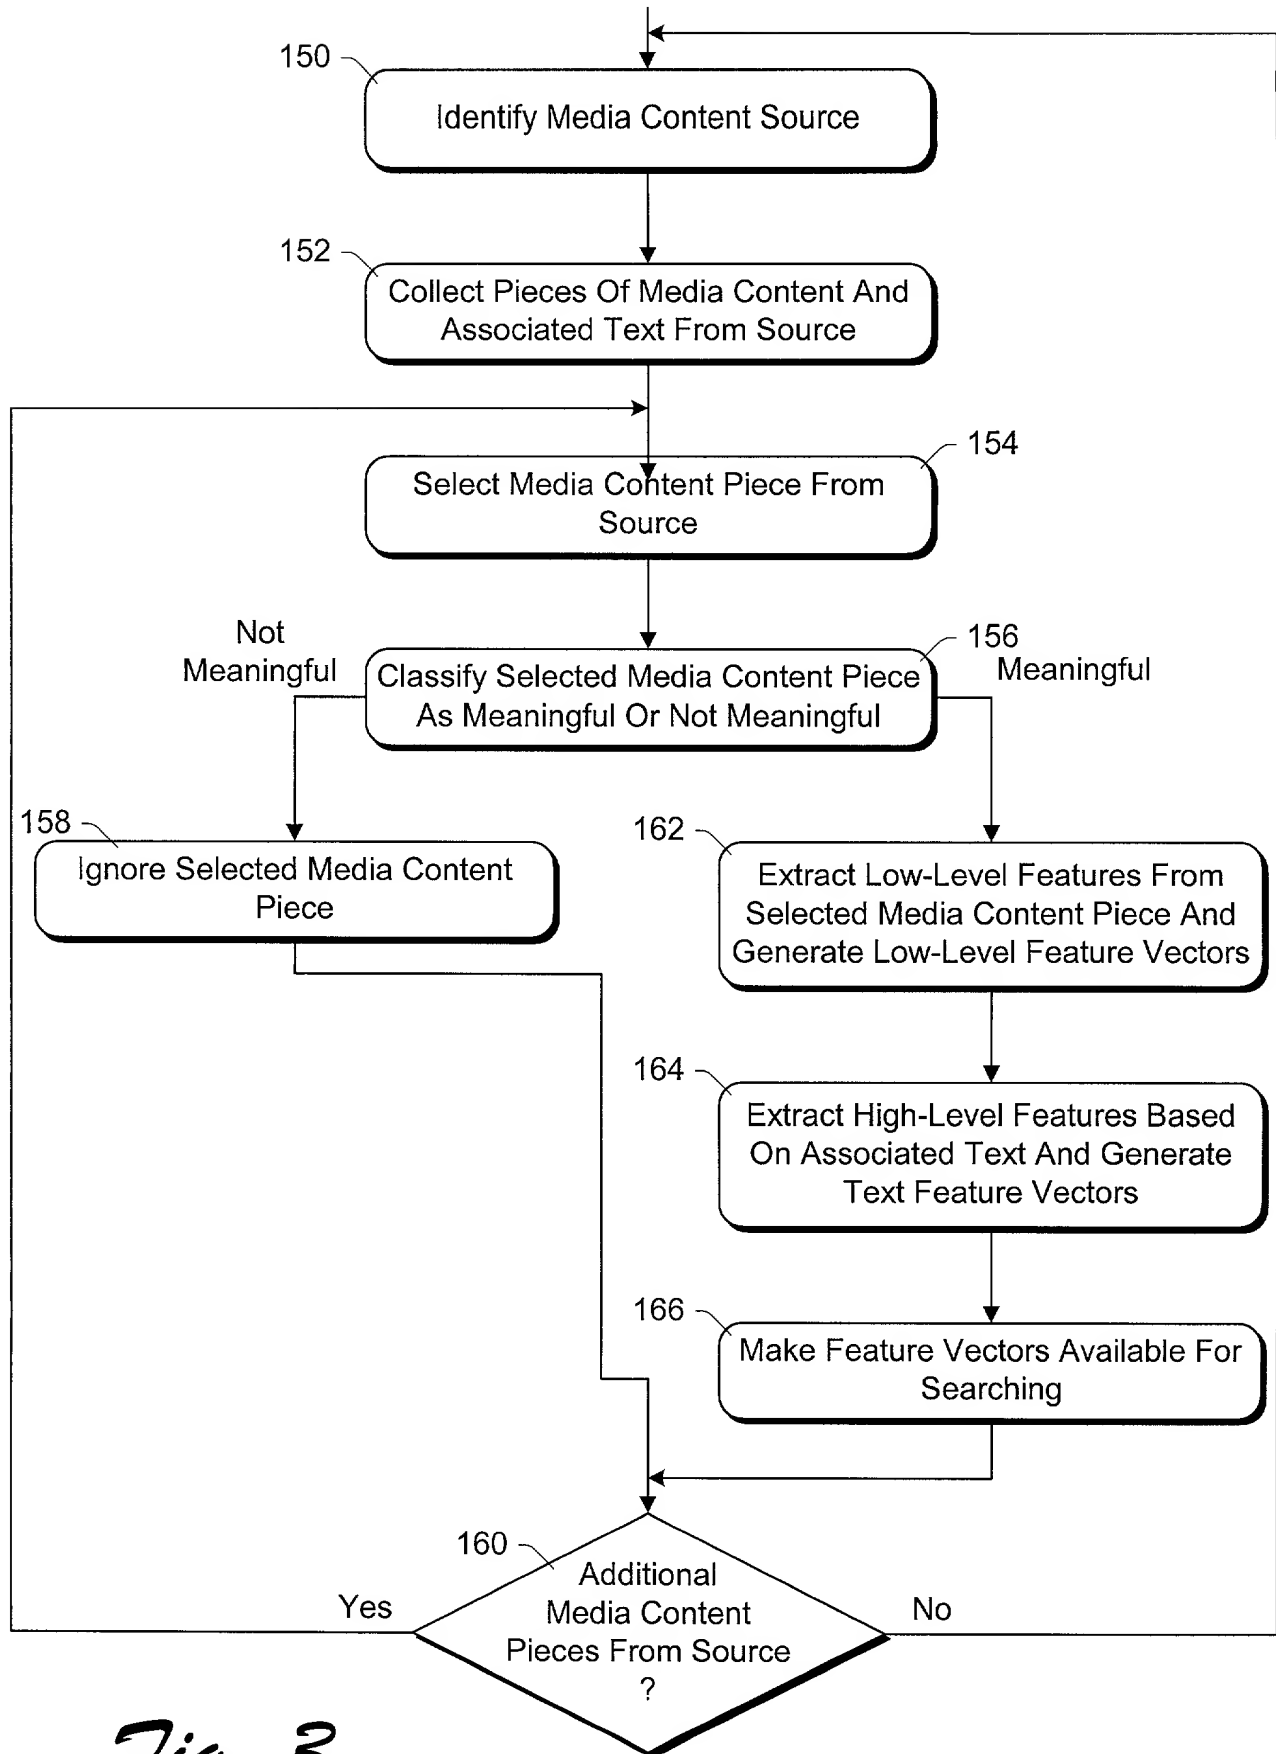 150
Identify Media Content Source
152
Collect Pieces Of Media Content And
Associated Text From Source
154
Select Media Content Piece From
Source
Not
Meaningful
156
Meaningful
Classify Selected Media Content Piece
As Meaningful Or Not Meaningful
158
Ignore Selected Media Content
Piece
162
Extract Low-Level Features From
Selected Media Content Piece And
Generate Low-Level Feature Vectors
164
Extract High-Level Features Based
On Associated Text And Generate
Text Feature Vectors
166
Make Feature Vectors Available For
Searching
160
Additional
Media Content
Pieces From Source
?
Yes
No
Fig. 3